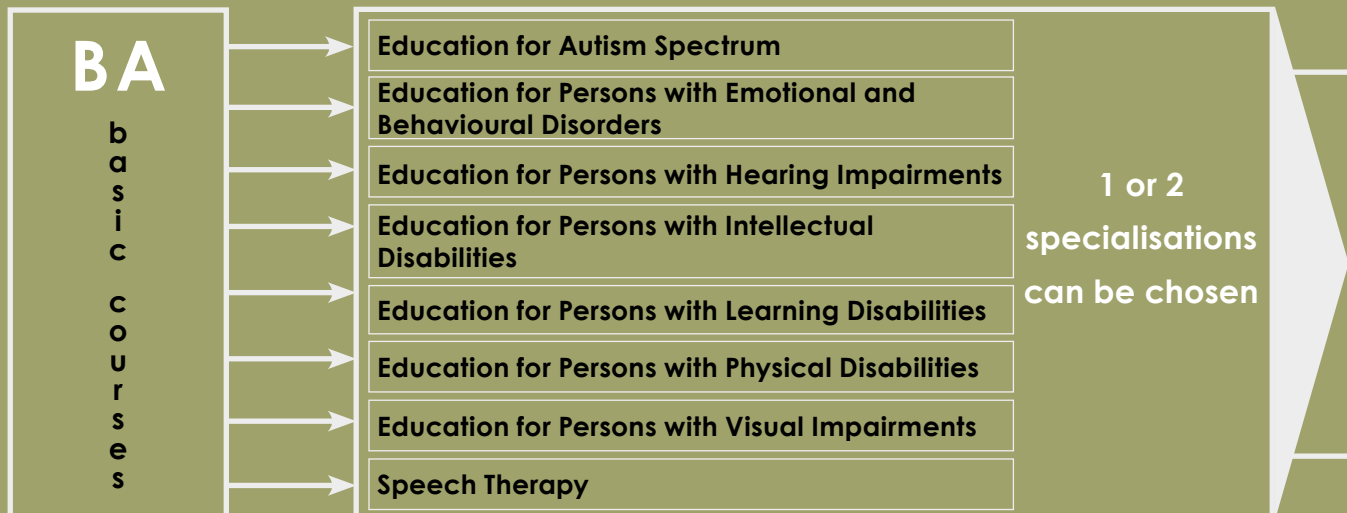 BA
basic courses
Education for Autism Spectrum
Education for Persons with Emotional and
Behavioural Disorders
Education for Persons with Hearing Impairments
Education for Persons with Intellectual
Disabilities
Education for Persons with Learning Disabilities
Education for Persons with Physical Disabilities
Education for Persons with Visual Impairments
Speech Therapy
1 or 2
specialisations
can be chosen